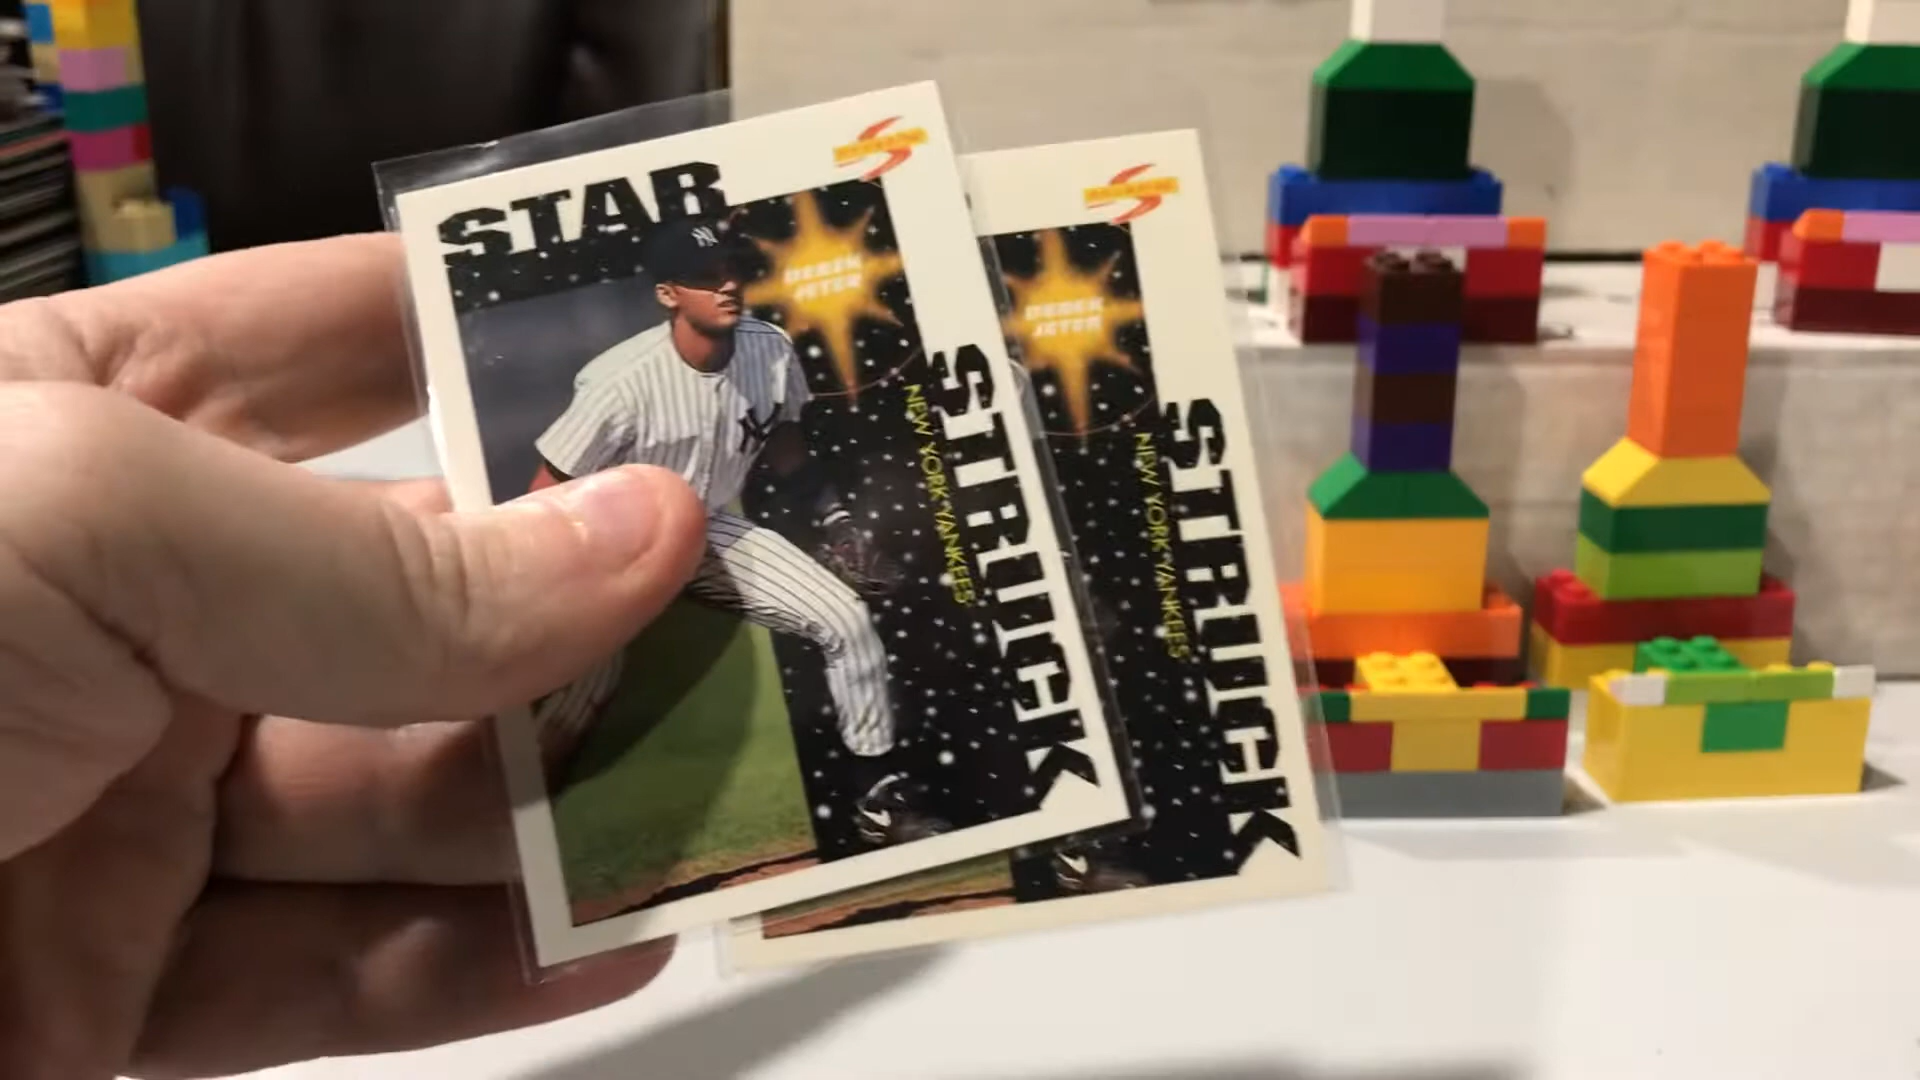 STAR
DEREK
JETER
NEW YORK YANKEES
STRUCK
DEREK
JETER
NEW YORK YANKEES
STRUCK